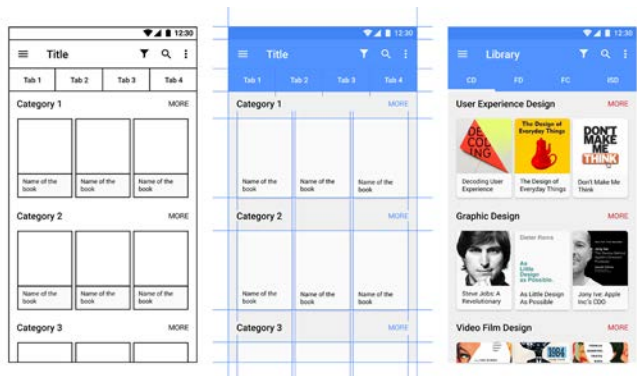 12:30
Title
Tab 1 Tab 2 Tab 3 Tab 4
Category 1 MORE
Name of the book
Name of the book
Name of the book
Category 2 MORE
Name of the book
Name of the book
Name of the book
Category 3 MORE
12:30
Title
Tab 1 Tab 2 Tab 3 Tab 4
Category 1 MORE
Name of the book
Name of the book
Name of the book
Category 2 MORE
Name of the book
Name of the book
Name of the book
Category 3 MORE
12:30
Library
CD FD FC ISD
User Experience Design MORE
DE
COD
ING
The Design of
Everyday Things
DON'T
MAKE
ME
THINK
Decoding User
Experience
The Design of
Everyday Things
Don't Make Me
Think
Graphic Design MORE
Dieter Rams
As
Little
Design
as Possible.
Steve Jobs: A
Revolutionary
As Little Design
As Possible
Jony Ive: Apple
Inc's CDO
Video Film Design MORE
1984